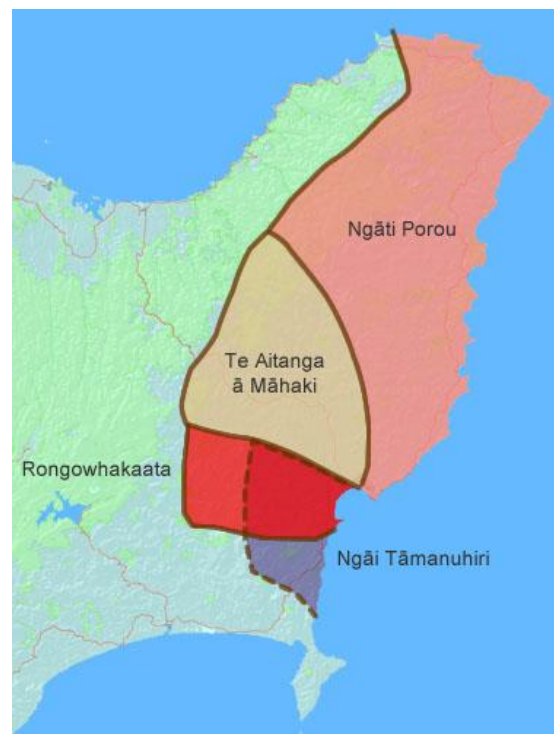 Ngāti Porou
Te Aitanga
ā Māhaki
Rongowhakaata
Ngāi Tāmanuhiri